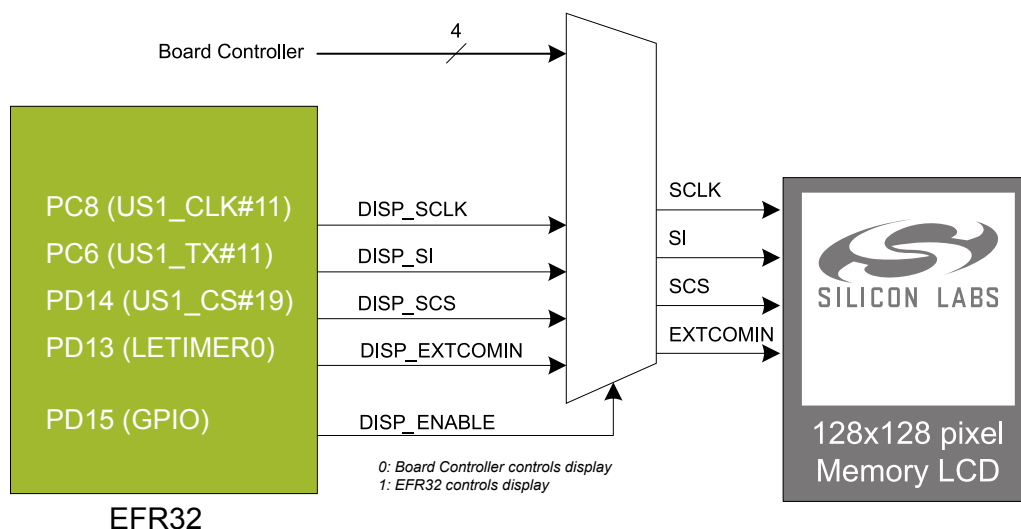 4
Board Controller
PC8 (US1_CLK#11)
DISP_SCLK
SCLK
PC6 (US1_TX#11)
DISP_SI
SI
PD14 (US1_CS#19)
DISP_SCS
SCS
PD13 (LETIMER0)
DISP_EXTCOMIN
EXTCOMIN
PD15 (GPIO)
DISP_ENABLE
0: Board Controller controls display
1: EFR32 controls display
EFR32
SILICON LABS
128x128 pixel
Memory LCD